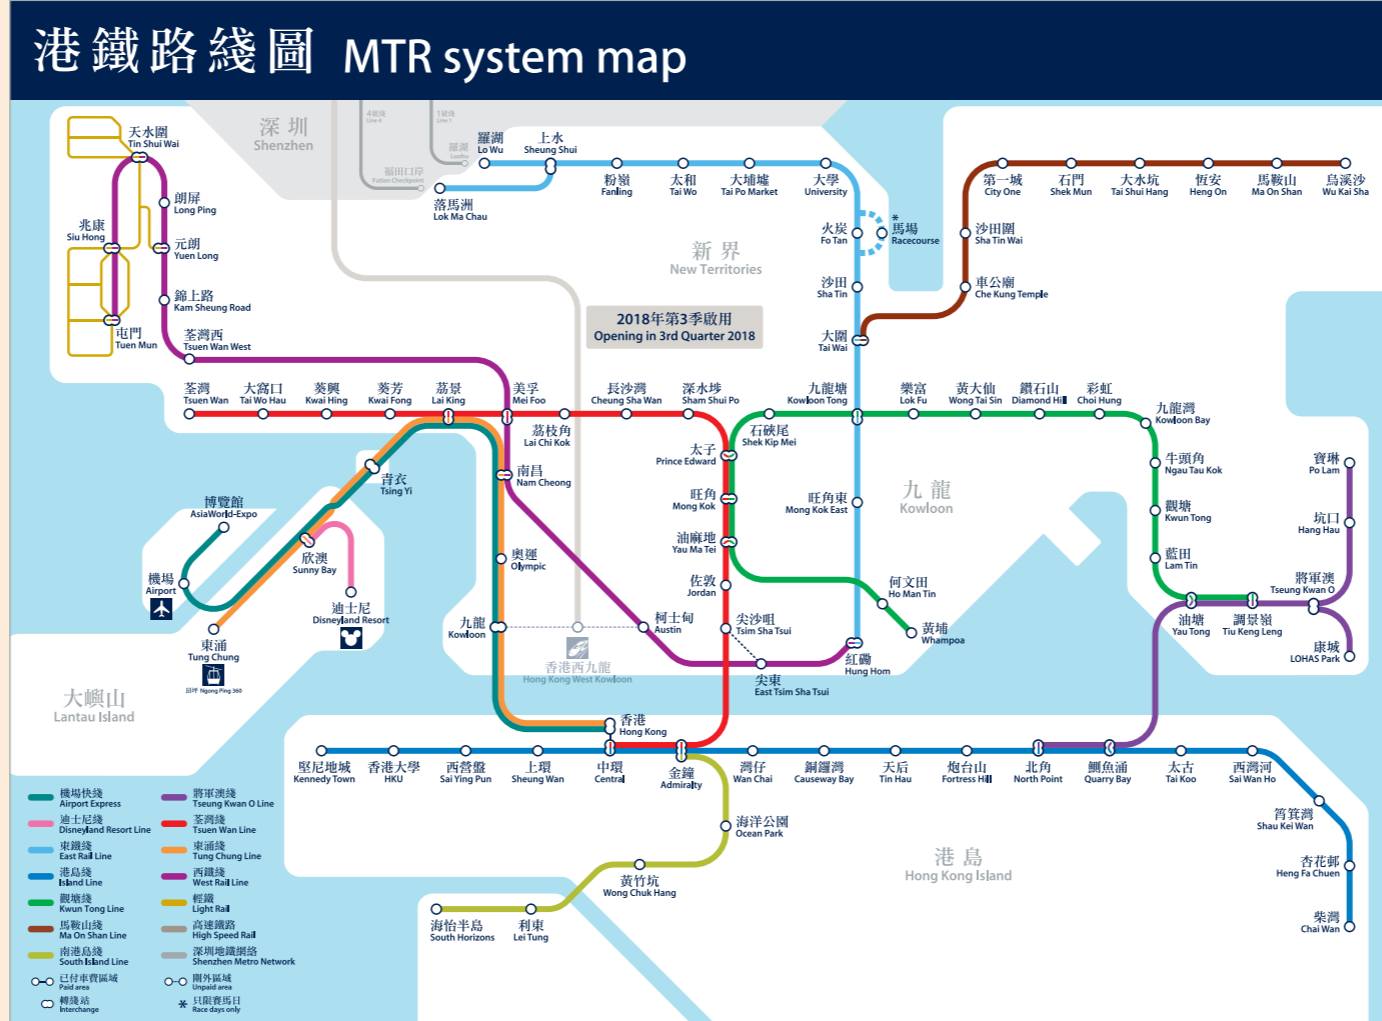 港鐵路綫圖 MTR system map
深圳
Shenzhen
4號綫
Line 4
1號綫
Line 1
羅湖
Luohu
福田口岸
Futian Checkpoint
羅湖
Lo Wu
上水
Sheung Shui
落馬洲
Lok Ma Chau
粉嶺
Fanling
太和
Tai Wo
大埔墟
Tai Po Market
大學
University
火炭
Fo Tan
*
馬場
Racecourse
沙田
Sha Tin
大圍
Tai Wai
第一城
City One
石門
Shek Mun
大水坑
Tai Shui Hang
恆安
Heng On
馬鞍山
Ma On Shan
烏溪沙
Wu Kai Sha
沙田圍
Sha Tin Wai
車公廟
Che Kung Temple
新界
New Territories
2018年第3季啟用
Opening in 3rd Quarter 2018
天水圍
Tin Shui Wai
朗屏
Long Ping
兆康
Siu Hong
元朗
Yuen Long
錦上路
Kam Sheung Road
屯門
Tuen Mun
荃灣西
Tsuen Wan West
荃灣
Tsuen Wan
大窩口
Tai Wo Hau
葵興
Kwai Hing
葵芳
Kwai Fong
荔景
Lai King
美孚
Mei Foo
荔枝角
Lai Chi Kok
長沙灣
Cheung Sha Wan
深水埗
Sham Shui Po
太子
Prince Edward
石硤尾
Shek Kip Mei
九龍塘
Kowloon Tong
樂富
Lok Fu
黃大仙
Wong Tai Sin
鑽石山
Diamond Hill
彩虹
Choi Hung
九龍灣
Kowloon Bay
牛頭角
Ngau Tau Kok
觀塘
Kwun Tong
藍田
Lam Tin
油塘
Yau Tong
調景嶺
Tiu Keng Leng
將軍澳
Tseung Kwan O
坑口
Hang Hau
寶琳
Po Lam
康城
LOHAS Park
九龍
Kowloon
旺角
Mong Kok
旺角東
Mong Kok East
油麻地
Yau Ma Tei
佐敦
Jordan
何文田
Ho Man Tin
黃埔
Whampoa
尖沙咀
Tsim Sha Tsui
尖東
East Tsim Sha Tsui
紅磡
Hung Hom
柯士甸
Austin
香港西九龍
Hong Kong West Kowloon
南昌
Nam Cheong
奧運
Olympic
九龍
Kowloon
青衣
Tsing Yi
博覽館
AsiaWorld-Expo
機場
Airport
欣澳
Sunny Bay
迪士尼
Disneyland Resort
東涌
Tung Chung
昂坪 Ngong Ping 360
大嶼山
Lantau Island
香港
Hong Kong
堅尼地城
Kennedy Town
香港大學
HKU
西營盤
Sai Ying Pun
上環
Sheung Wan
中環
Central
金鐘
Admiralty
灣仔
Wan Chai
銅鑼灣
Causeway Bay
天后
Tin Hau
炮台山
Fortress Hill
北角
North Point
鰂魚涌
Quarry Bay
太古
Tai Koo
西灣河
Sai Wan Ho
筲箕灣
Shau Kei Wan
杏花邨
Heng Fa Chuen
柴灣
Chai Wan
海洋公園
Ocean Park
黃竹坑
Wong Chuk Hang
利東
Lei Tung
海怡半島
South Horizons
港島
Hong Kong Island
機場快綫
Airport Express
迪士尼綫
Disneyland Resort Line
東鐵綫
East Rail Line
港島綫
Island Line
觀塘綫
Kwun Tong Line
馬鞍山綫
Ma On Shan Line
南港島綫
South Island Line
已付車費區域
Paid area
轉綫站
Interchange
將軍澳綫
Tseung Kwan O Line
荃灣綫
Tsuen Wan Line
東涌綫
Tung Chung Line
西鐵綫
West Rail Line
輕鐵
Light Rail
高速鐵路
High Speed Rail
深圳地鐵網絡
Shenzhen Metro Network
閘外區域
Unpaid area
* 只限賽馬日
Race days only